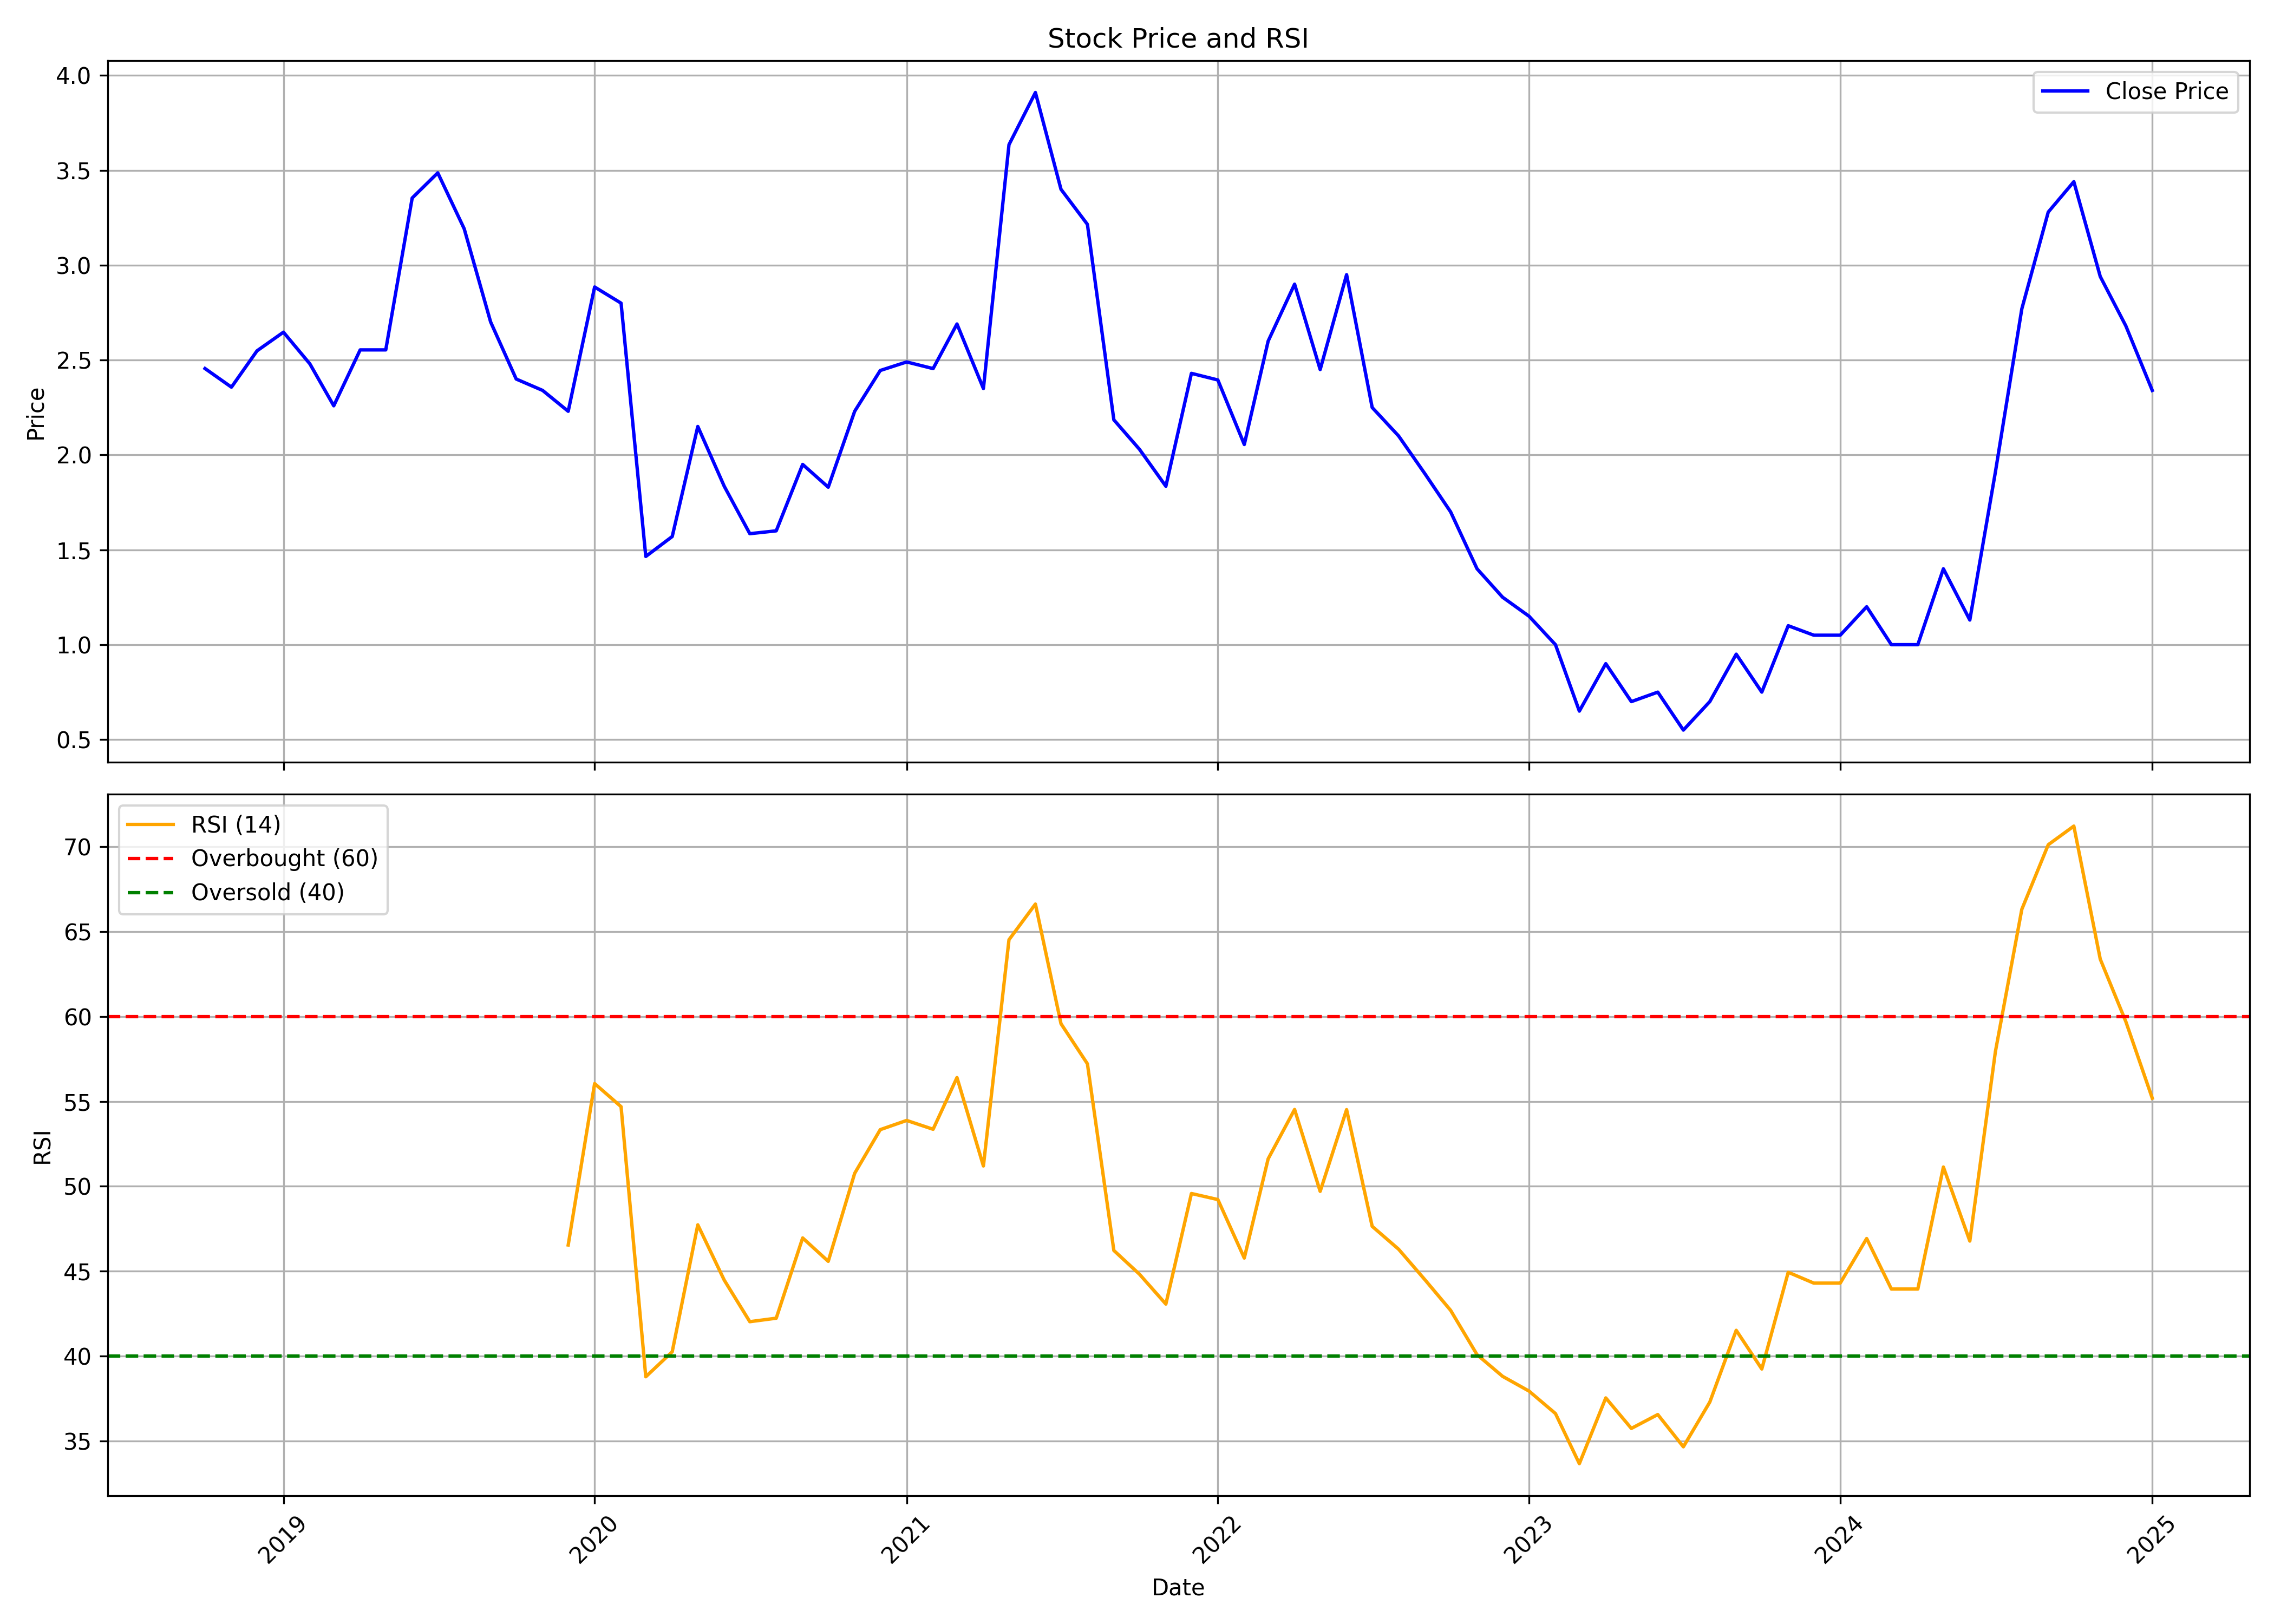 Stock Price and RSI
4.0
3.5
3.0
2.5
2.0
1.5
1.0
0.5
Price
Close Price
RSI (14)
Overbought (60)
Oversold (40)
70
65
60
55
50
45
40
35
RSI
2019
2020
2021
2022
2023
2024
2025
Date